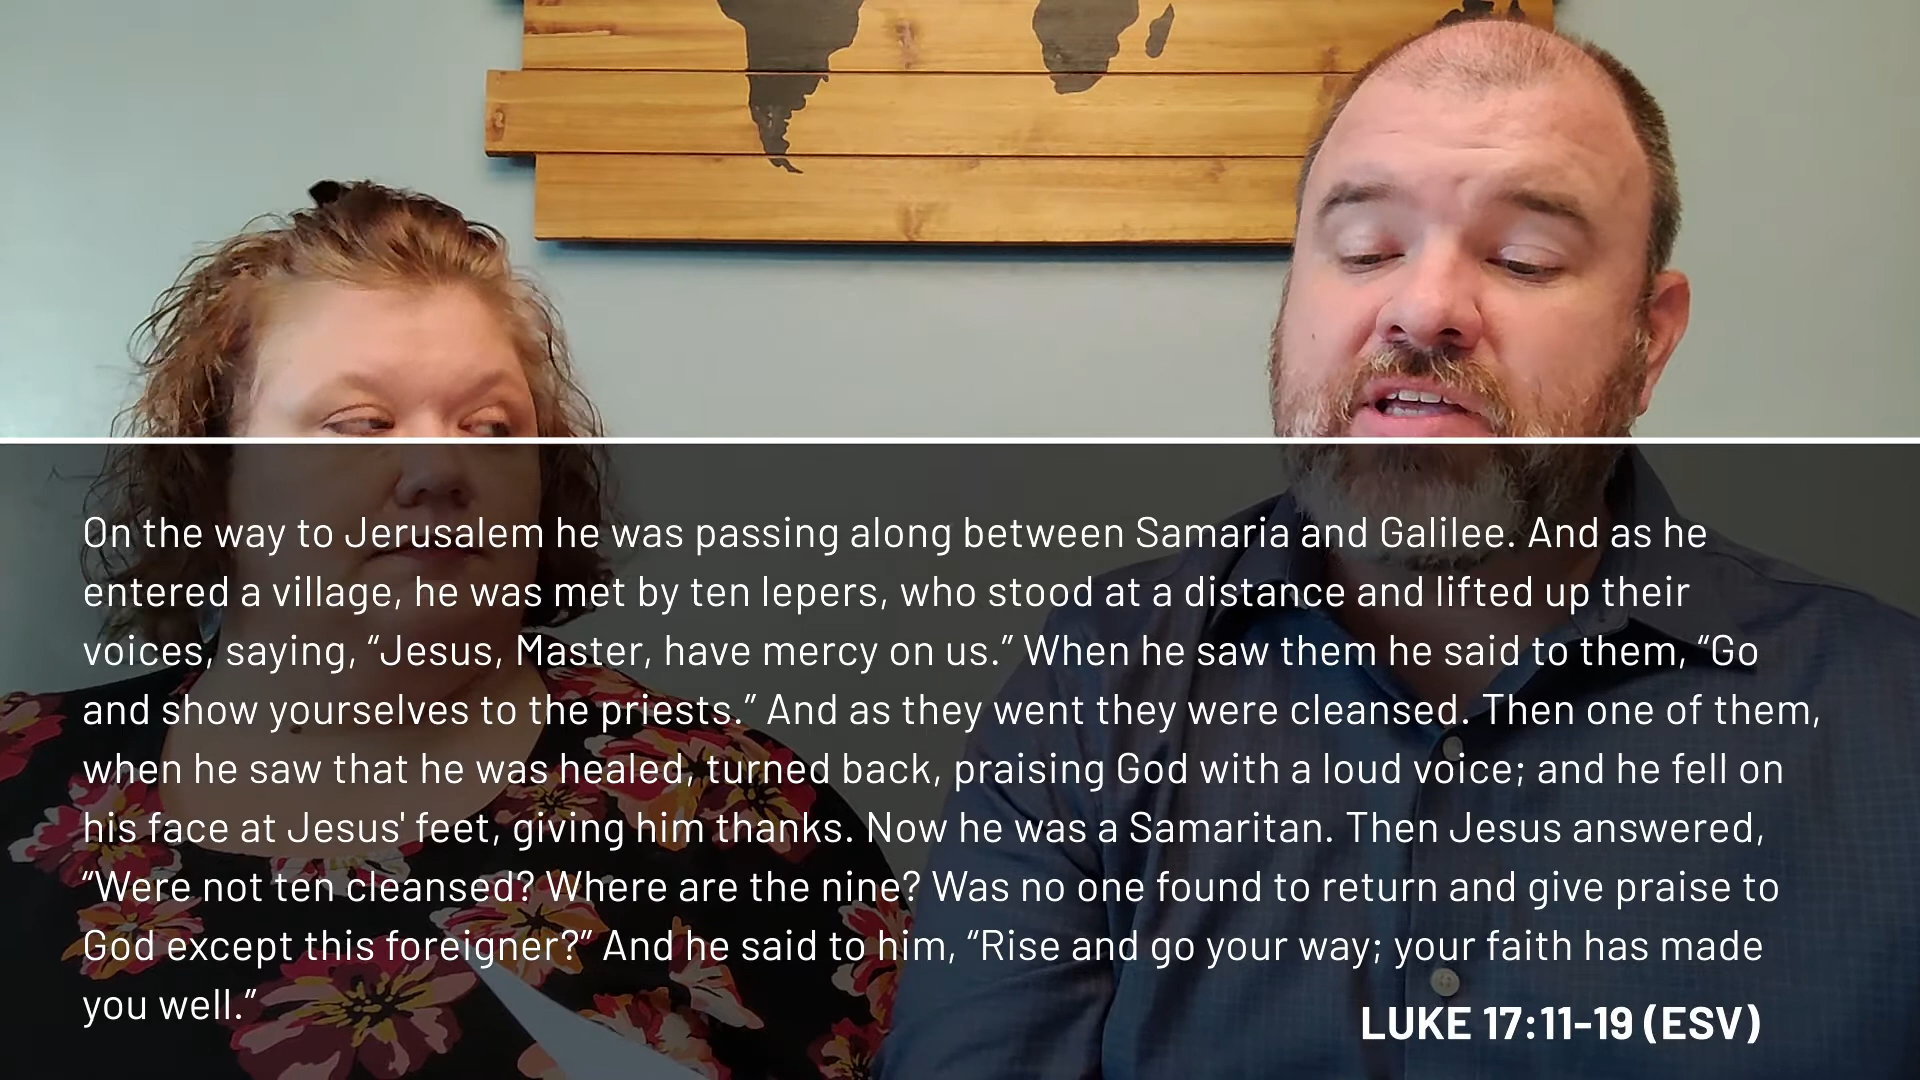 On the way to Jerusalem he was passing along between Samaria and Galilee. And as he
entered a village, he was met by ten lepers, who stood at a distance and lifted up their
voices, saying, “Jesus, Master, have mercy on us.” When he saw them he said to them, “Go
and show yourselves to the priests.” And as they went they were cleansed. Then one of them,
when he saw that he was healed, turned back, praising God with a loud voice; and he fell on
his face at Jesus' feet, giving him thanks. Now he was a Samaritan. Then Jesus answered,
“Were not ten cleansed? Where are the nine? Was no one found to return and give praise to
God except this foreigner?” And he said to him, “Rise and go your way; your faith has made
you well.”
LUKE 17:11-19 (ESV)